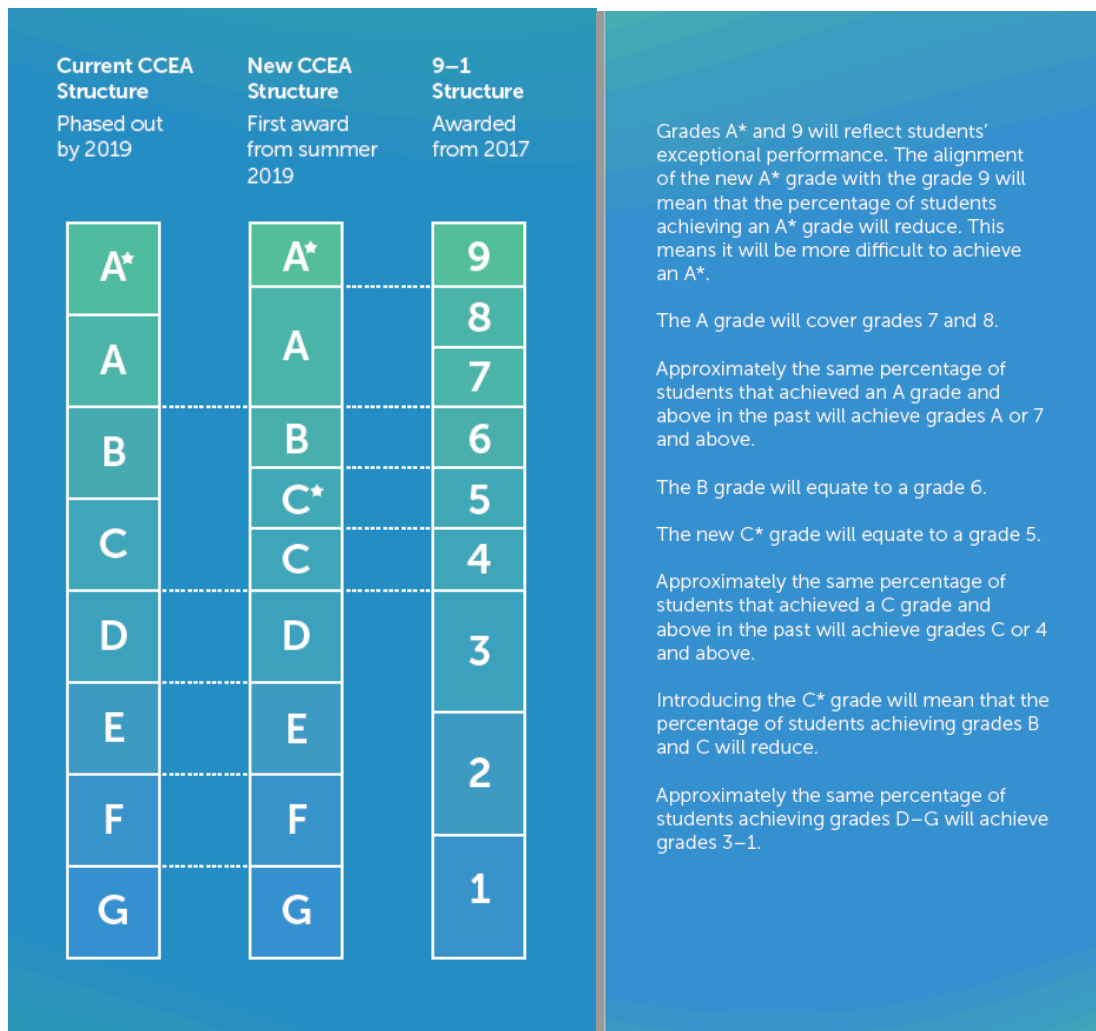 Current CCEA
Structure
Phased out
by 2019
New CCEA
Structure
First award
from summer
2019
9–1
Structure
Awarded
from 2017
A*
A
B
C
D
E
F
G
A*
A
B
C*
C
D
E
F
G
9
8
7
6
5
4
3
2
1
Grades A* and 9 will reflect students’
exceptional performance. The alignment
of the new A* grade with the grade 9 will
mean that the percentage of students
achieving an A* grade will reduce. This
means it will be more difficult to achieve
an A*.
The A grade will cover grades 7 and 8.
Approximately the same percentage of
students that achieved an A grade and
above in the past will achieve grades A or 7
and above.
The B grade will equate to a grade 6.
The new C* grade will equate to a grade 5.
Approximately the same percentage of
students that achieved a C grade and
above in the past will achieve grades C or 4
and above.
Introducing the C* grade will mean that the
percentage of students achieving grades B
and C will reduce.
Approximately the same percentage of
students achieving grades D–G will achieve
grades 3–1.